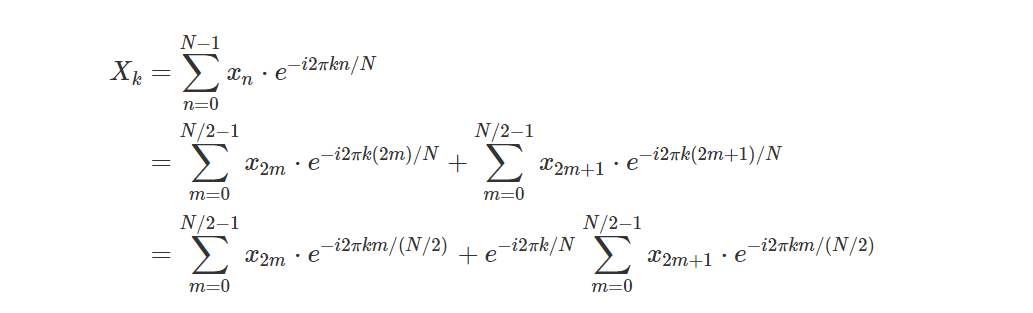 $X_k = \sum_{n=0}^{N-1} x_n \cdot e^{-i2\pi kn/N}$
$= \sum_{m=0}^{N/2-1} x_{2m} \cdot e^{-i2\pi k(2m)/N} + \sum_{m=0}^{N/2-1} x_{2m+1} \cdot e^{-i2\pi k(2m+1)/N}$
$= \sum_{m=0}^{N/2-1} x_{2m} \cdot e^{-i2\pi km/(N/2)} + e^{-i2\pi k/N} \sum_{m=0}^{N/2-1} x_{2m+1} \cdot e^{-i2\pi km/(N/2)}$